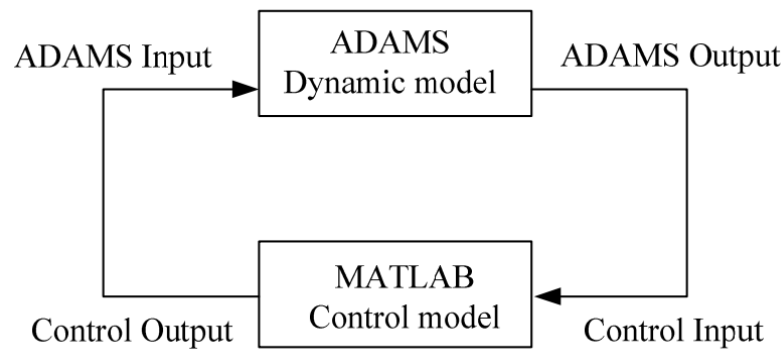 ADAMS Input
ADAMS
Dynamic model
ADAMS Output
Control Output
MATLAB
Control model
Control Input